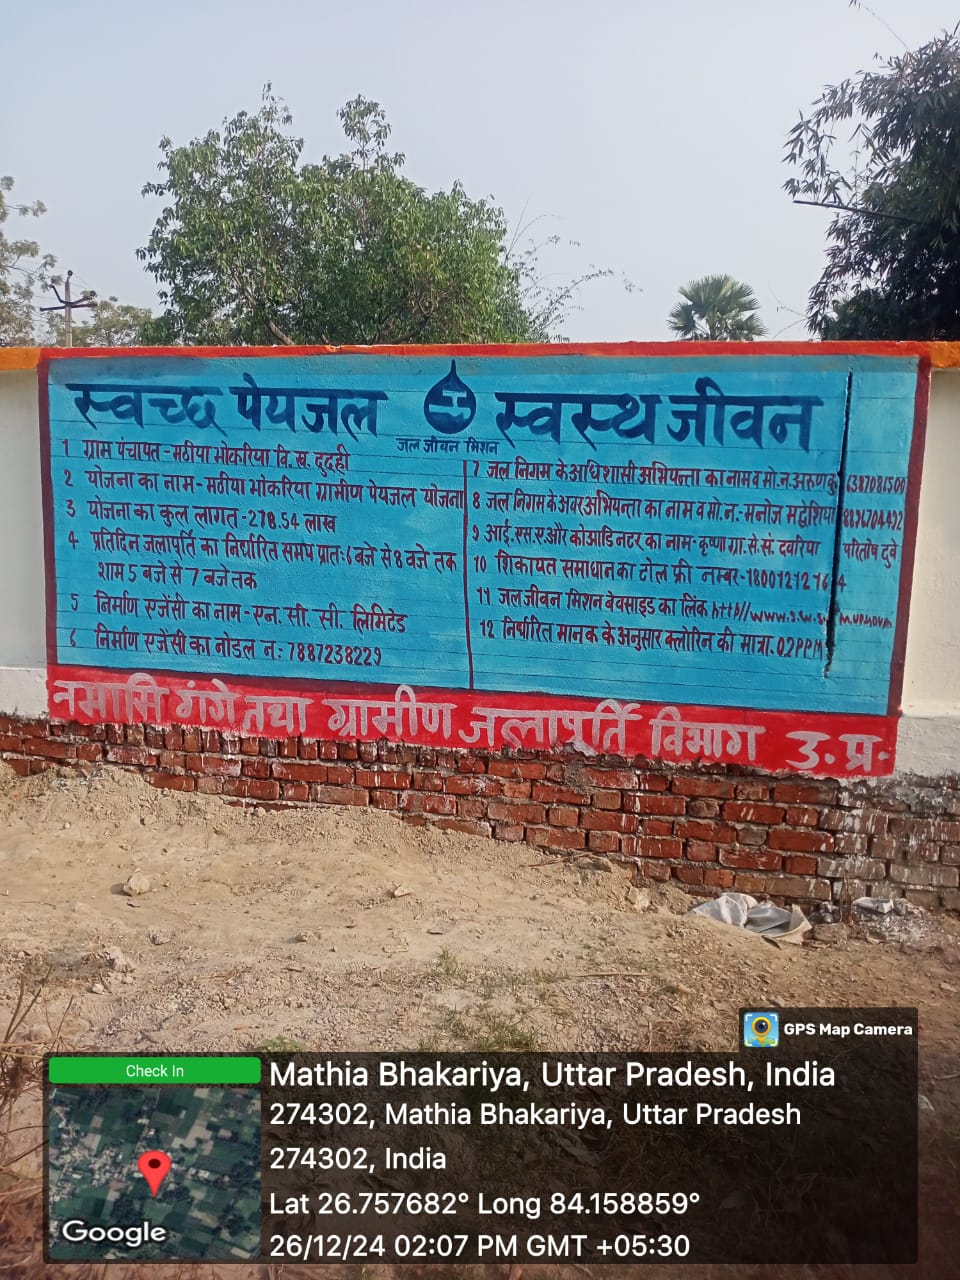 स्वच्छ पेयजल स्वस्थ जीवन
जल जीवन मिशन
1 ग्राम पंचायत - मठीया भोकरिया वि. ख. दुदही
2 योजना का नाम - मठीया भोकरिया ग्रामीण पेयजल योजना
3 योजना का कुल लागत - 278.54 लाख
4 प्रतिदिन जलापूर्ति का निर्धारित समय प्रातः 6 बजे से 8 बजे तक
शाम 5 बजे से 7 बजे तक
5 निर्माण एजेंसी का नाम - एन. सी. सी. लिमिटेड
6 निर्माण एजेंसी का नोडल न.: 7887238229
7 जल निगम के अधिशासी अभियन्ता का नाम व मो.न. अरुण कु 6387081500
8 जल निगम के अवर अभियन्ता का नाम व मो. न.:- मनोज मद्धेशिया
9 आई.एस.ए और कोआडिनटर का नाम - कृष्णा ग्रा. से. सं. दवरिया परितोष दुबे
10 शिकायत समाधान का टोल फ्री नम्बर - 18001212164
11 जल जीवन मिशन वेवसाइड का लिंक
12 निर्धारित मानक के अनुसार क्लोरिन की मात्रा. 02PPM
नमामि गंगे तथा ग्रामीण जलापूर्ति विभाग उ. प्र.
GPS Map Camera
Check In
Mathia Bhakariya, Uttar Pradesh, India
274302, Mathia Bhakariya, Uttar Pradesh
274302, India
Lat 26.757682° Long 84.158859°
26/12/24 02:07 PM GMT +05:30
Google